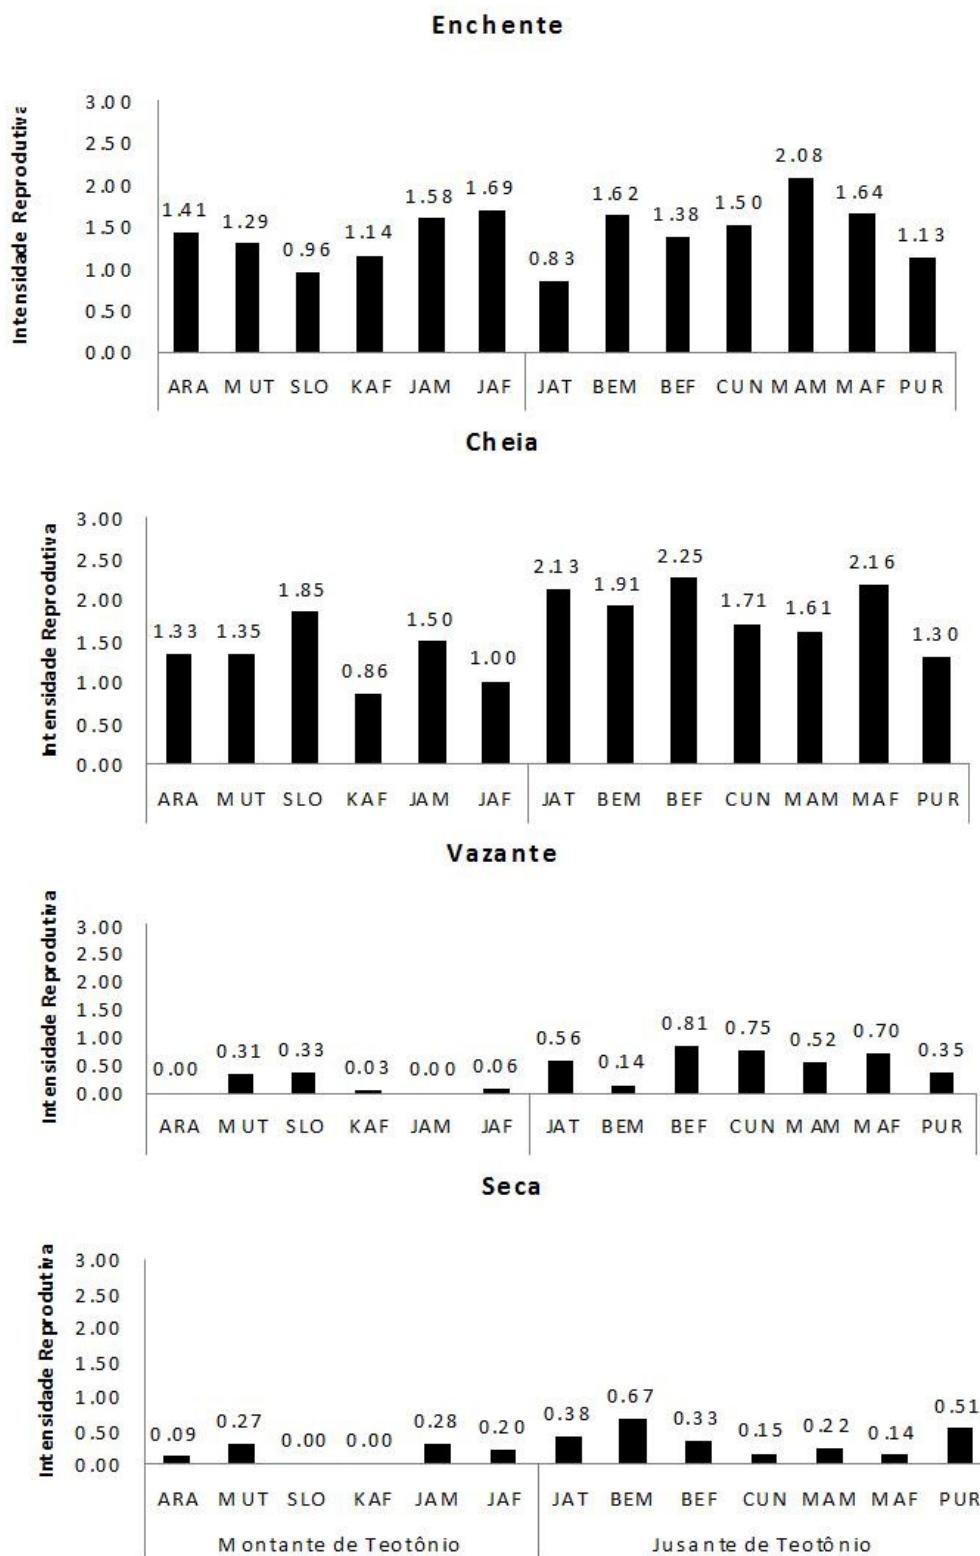 Enchente
Intensidade Reprodutiva
3.00
2.50
2.00
1.50
1.00
0.50
0.00
1.41 1.29 0.96 1.14 1.58 1.69 0.83 1.62 1.38 1.50 2.08 1.64 1.13
ARA MUT SLO KAF JAM JAF JAT BEM BEF CUN MAM MAF PUR
Cheia
Intensidade Reprodutiva
3.00
2.50
2.00
1.50
1.00
0.50
0.00
1.33 1.35 1.85 0.86 1.50 1.00 2.13 1.91 2.25 1.71 1.61 2.16 1.30
ARA MUT SLO KAF JAM JAF JAT BEM BEF CUN MAM MAF PUR
Vazante
Intensidade Reprodutiva
3.00
2.50
2.00
1.50
1.00
0.50
0.00
0.00 0.31 0.33 0.03 0.00 0.06 0.56 0.14 0.81 0.75 0.52 0.70 0.35
ARA MUT SLO KAF JAM JAF JAT BEM BEF CUN MAM MAF PUR
Seca
Intensidade Reprodutiva
3.00
2.50
2.00
1.50
1.00
0.50
0.00
0.09 0.27 0.00 0.00 0.28 0.20 0.38 0.67 0.33 0.15 0.22 0.14 0.51
ARA MUT SLO KAF JAM JAF JAT BEM BEF CUN MAM MAF PUR
Montante de Teotônio Jusante de Teotônio